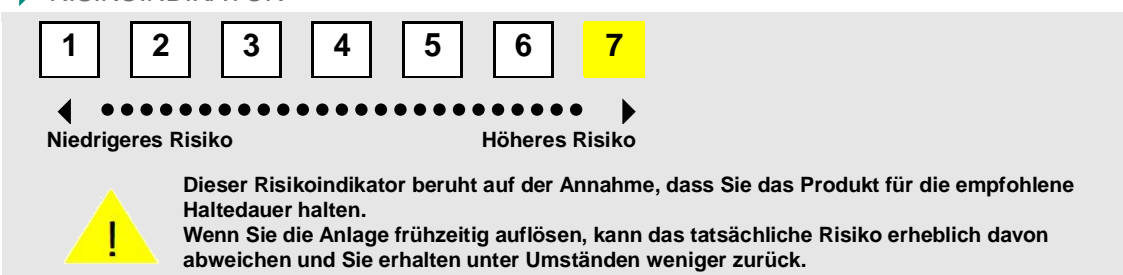 1 2 3 4 5 6 7
Niedrigeres Risiko Höheres Risiko
Dieser Risikoindikator beruht auf der Annahme, dass Sie das Produkt für die empfohlene
Haltedauer halten.
!
Wenn Sie die Anlage frühzeitig auflösen, kann das tatsächliche Risiko erheblich davon
abweichen und Sie erhalten unter Umständen weniger zurück.